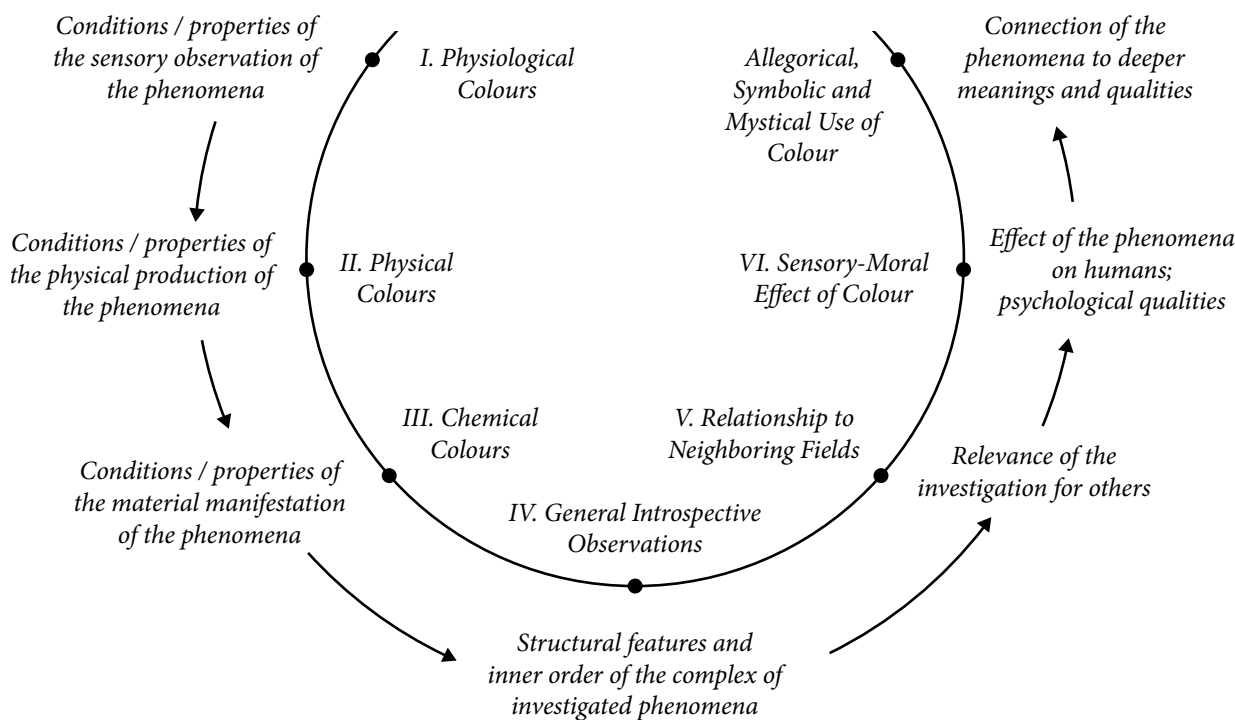 Conditions / properties of
the sensory observation of
the phenomena
I. Physiological
Colours
Allegorical,
Symbolic and
Mystical Use of
Colour
Connection of the
phenomena to deeper
meanings and qualities
Conditions / properties of
the physical production of
the phenomena
II. Physical
Colours
VI. Sensory-Moral
Effect of Colour
Effect of the phenomena
on humans;
psychological qualities
III. Chemical
Colours
V. Relationship to
Neighboring Fields
Conditions / properties of
the material manifestation
of the phenomena
Relevance of the
investigation for others
IV. General Introspective
Observations
Structural features and
inner order of the complex of
investigated phenomena